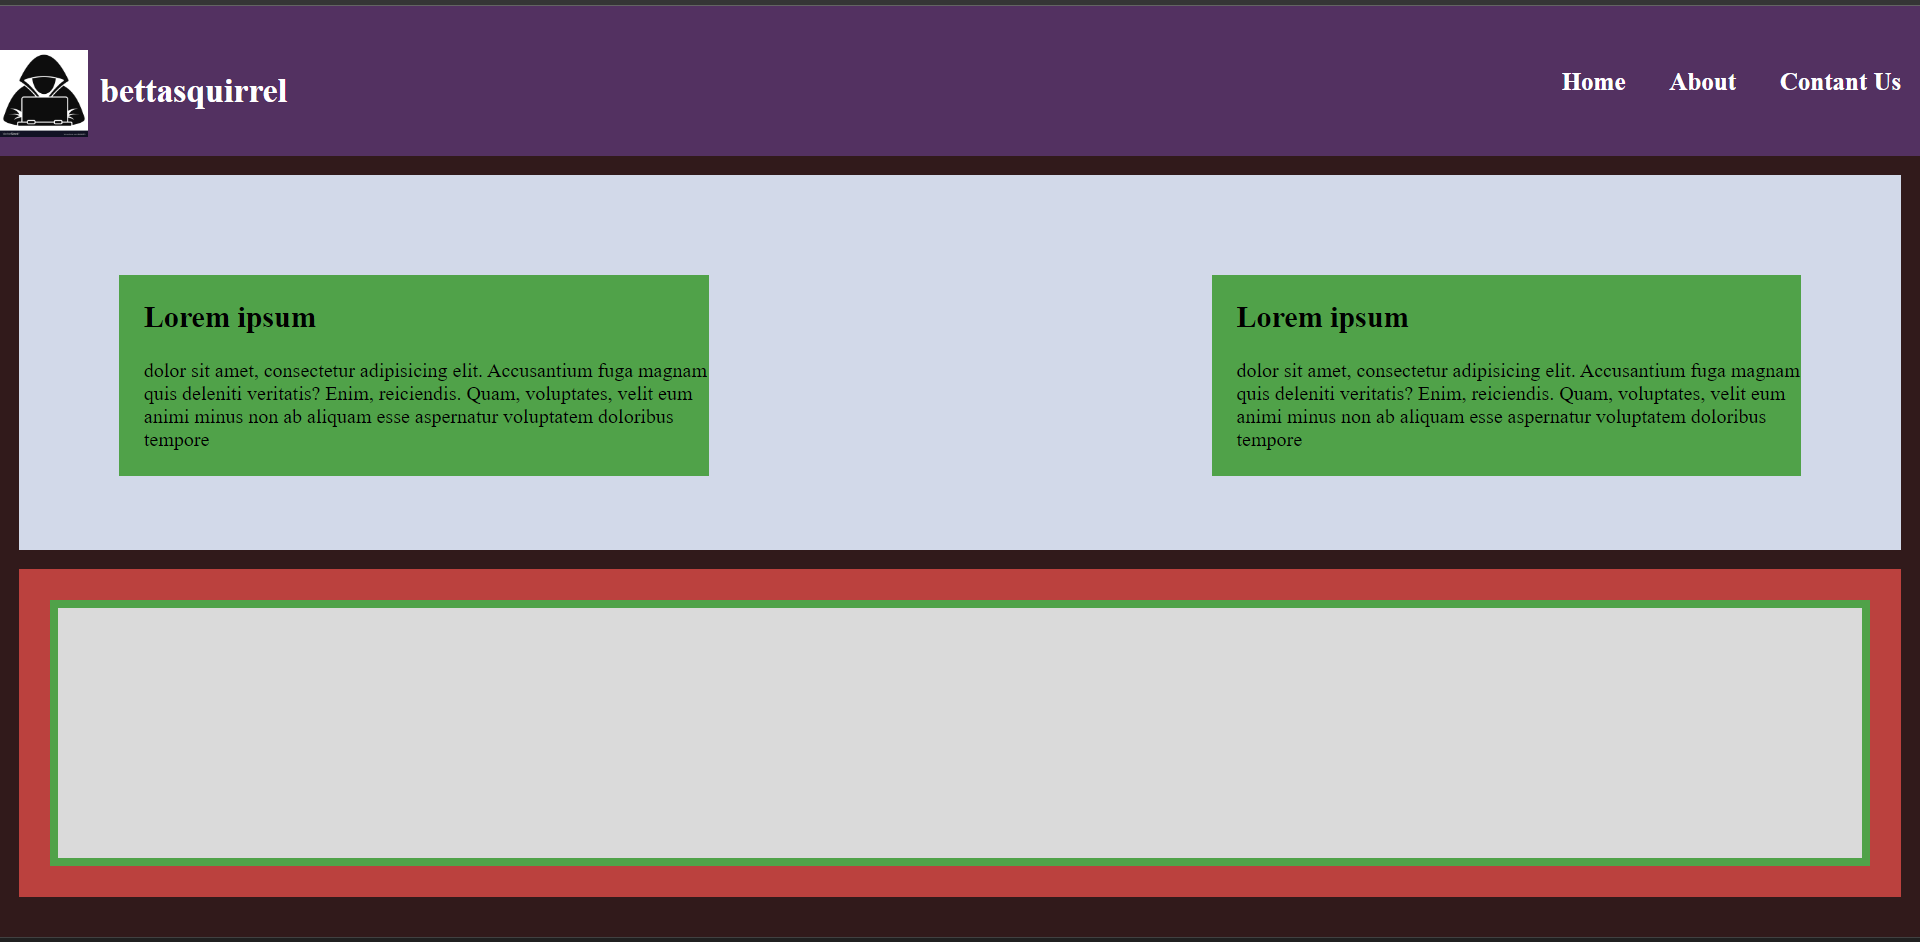 bettasquirrel
Home About Contant Us
Lorem ipsum
dolor sit amet, consectetur adipisicing elit. Accusantium fuga magnam
quis deleniti veritatis? Enim, reiciendis. Quam, voluptates, velit eum
animi minus non ab aliquam esse aspernatur voluptatem doloribus
tempore
Lorem ipsum
dolor sit amet, consectetur adipisicing elit. Accusantium fuga magnam
quis deleniti veritatis? Enim, reiciendis. Quam, voluptates, velit eum
animi minus non ab aliquam esse aspernatur voluptatem doloribus
tempore